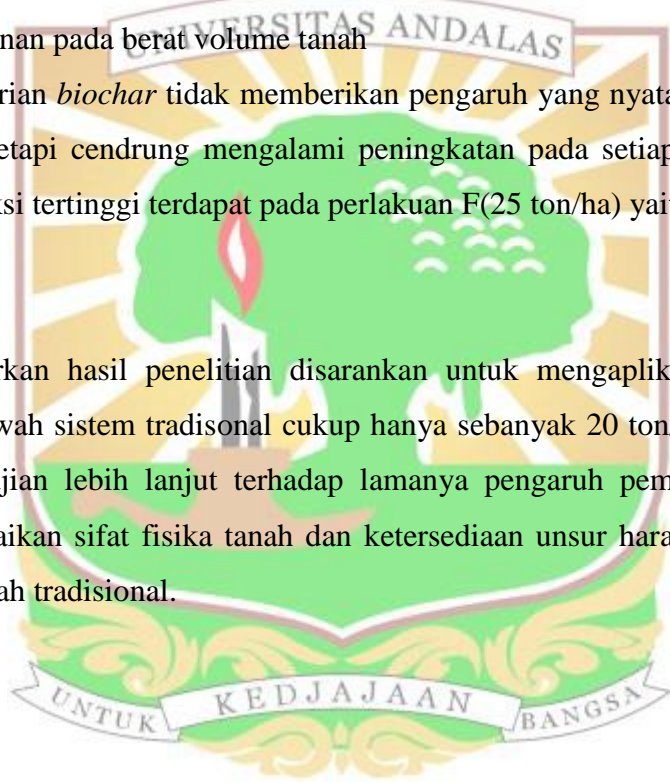 UNIVERSITAS ANDALAS
nan pada berat volume tanah
rian biochar tidak memberikan pengaruh yang nyata
etapi cendrung mengalami peningkatan pada setiap
ksi tertinggi terdapat pada perlakuan F(25 ton/ha) yai
rkan hasil penelitian disarankan untuk mengaplik
wah sistem tradisonal cukup hanya sebanyak 20 ton/
jian lebih lanjut terhadap lamanya pengaruh pem
aikan sifat fisika tanah dan ketersediaan unsur hara
ah tradisional.
UNTUK KEDJAJAAN BANGSA